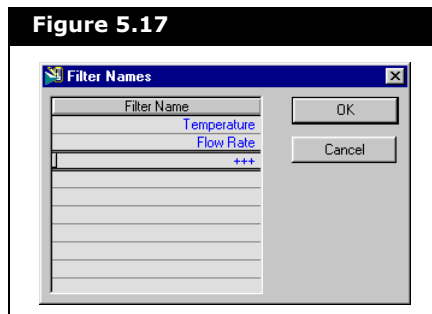 Figure 5.17
Filter Names
Filter Name
Temperature
Flow Rate
+++
OK
Cancel